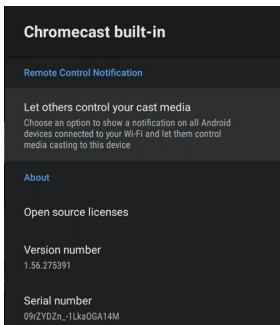 Chromecast built-in
Remote Control Notification
Let others control your cast media
Choose an option to show a notification on all Android
devices connected to your Wi-Fi and let them control
media casting to this device
About
Open source licenses
Version number
1.56.275391
Serial number
09rZYDZn_-1LkaOGA14M